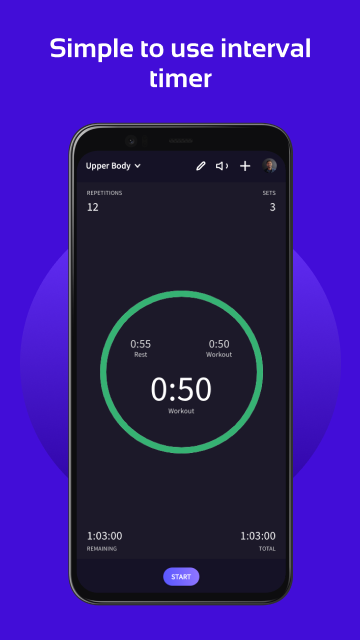 Simple to use interval
timer
Upper Body
REPETITIONS SETS
12 3
0:55 0:50
Rest Workout
0:50
Workout
1:03:00 1:03:00
REMAINING TOTAL
START